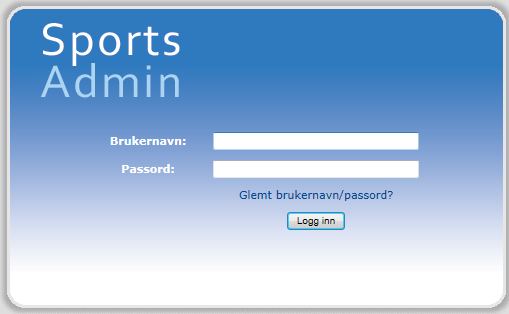 Sports
Admin
Brukernavn:
Passord:
Glemt brukernavn/passord?
Logg inn